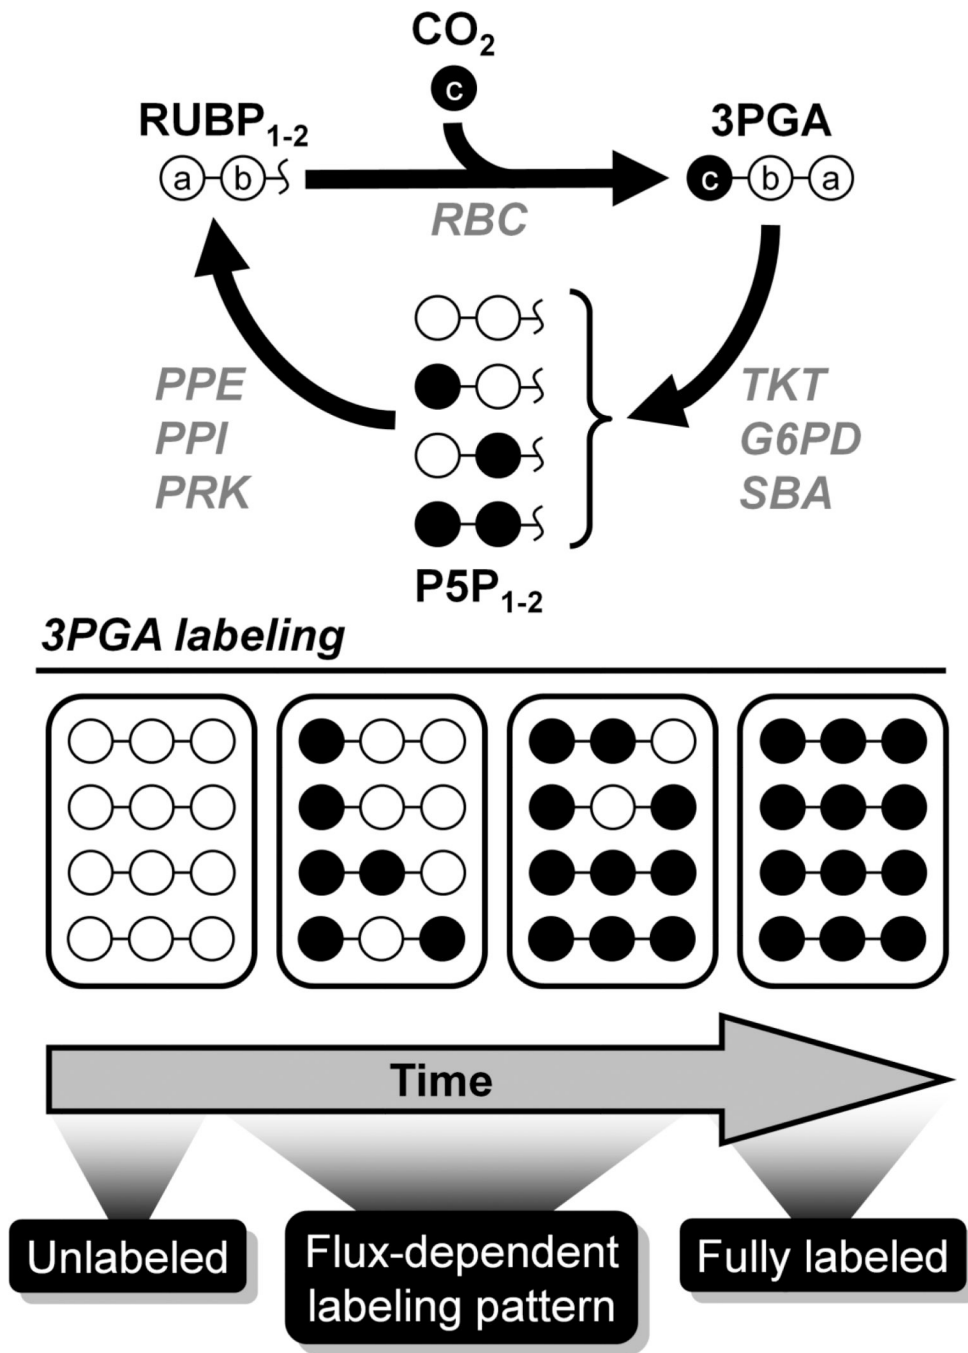 CO2
c
RUBP1-2
3PGA
a b
c b a
RBC
PPE
PPI
PRK
TKT
G6PD
SBA
P5P1-2
3PGA labeling
Time
Unlabeled
Flux-dependent
labeling pattern
Fully labeled